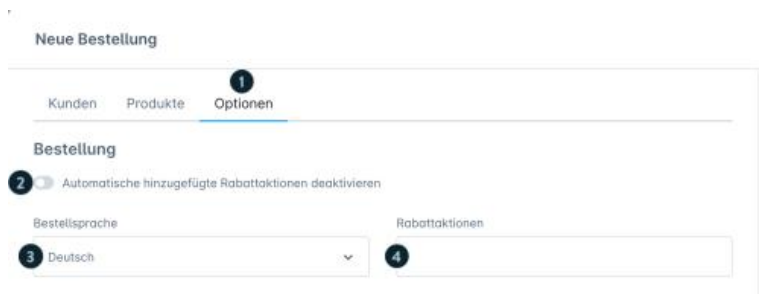 Neue Bestellung
1
Kunden Produkte Optionen
Bestellung
2 Automatische hinzugefügte Rabattaktionen deaktivieren
Bestellsprache Rabattaktionen
3 Deutsch 4